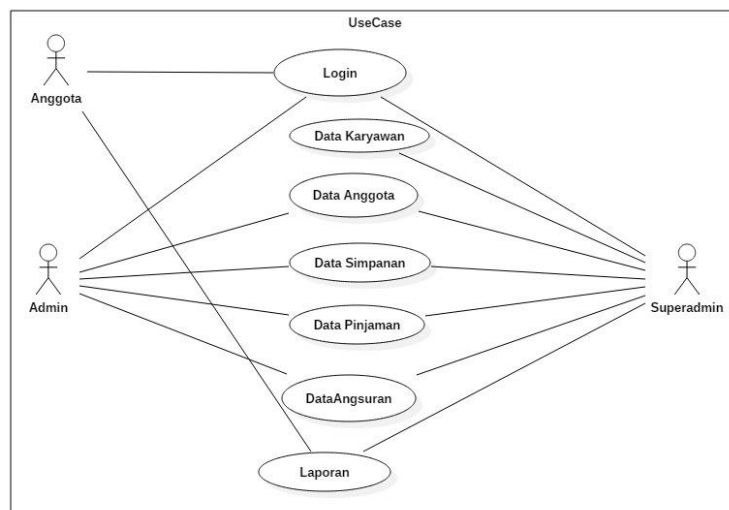 UseCase
Anggota
Login
Data Karyawan
Data Anggota
Data Simpanan
Admin
Superadmin
Data Pinjaman
DataAngsuran
Laporan